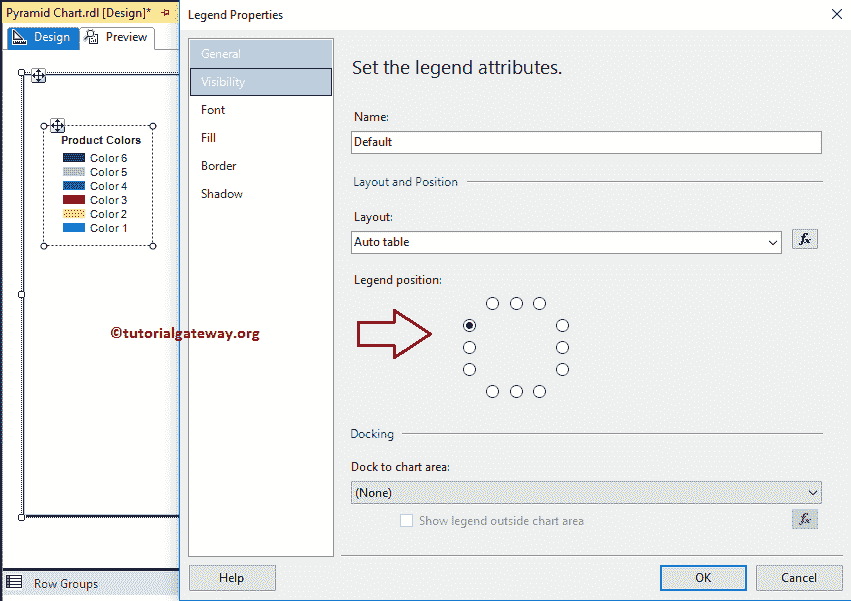 Pyramid Chart.rdl [Design]*
Design
Preview
Product Colors
Color 6
Color 5
Color 4
Color 3
Color 2
Color 1
©tutorialgateway.org
Row Groups
Legend Properties
General
Visibility
Font
Fill
Border
Shadow
Set the legend attributes.
Name:
Default
Layout and Position
Layout:
Auto table
fx
Legend position:
Docking
Dock to chart area:
(None)
Show legend outside chart area
fx
Help
OK
Cancel